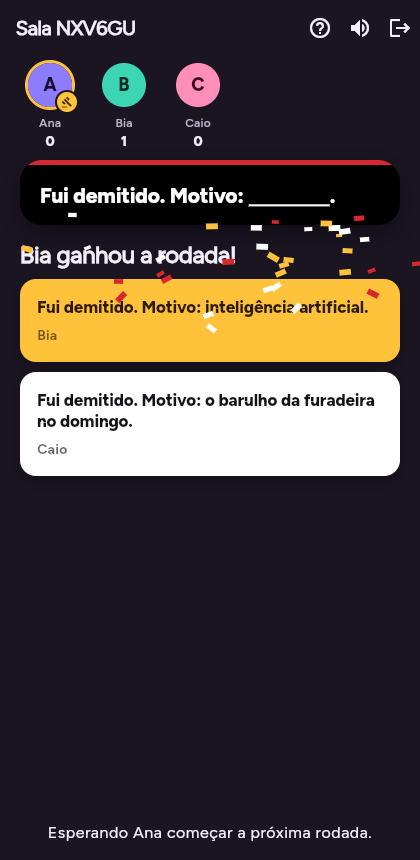 Sala NXV6GU
A
B
C
Ana
Bia
Caio
0
1
0
Fui demitido. Motivo: __________.
Bia ganhou a rodada!
Fui demitido. Motivo: inteligência artificial.
Bia
Fui demitido. Motivo: o barulho da furadeira
no domingo.
Caio
Esperando Ana começar a próxima rodada.